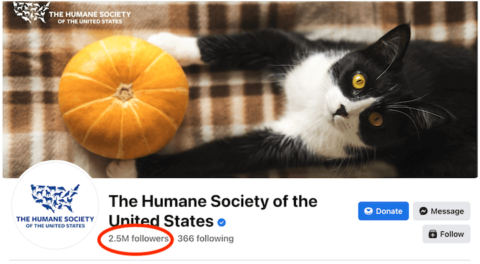 THE HUMANE SOCIETY
OF THE UNITED STATES
THE HUMANE SOCIETY
OF THE UNITED STATES
The Humane Society of the
United States
2.5M followers 366 following
Donate
Message
Follow